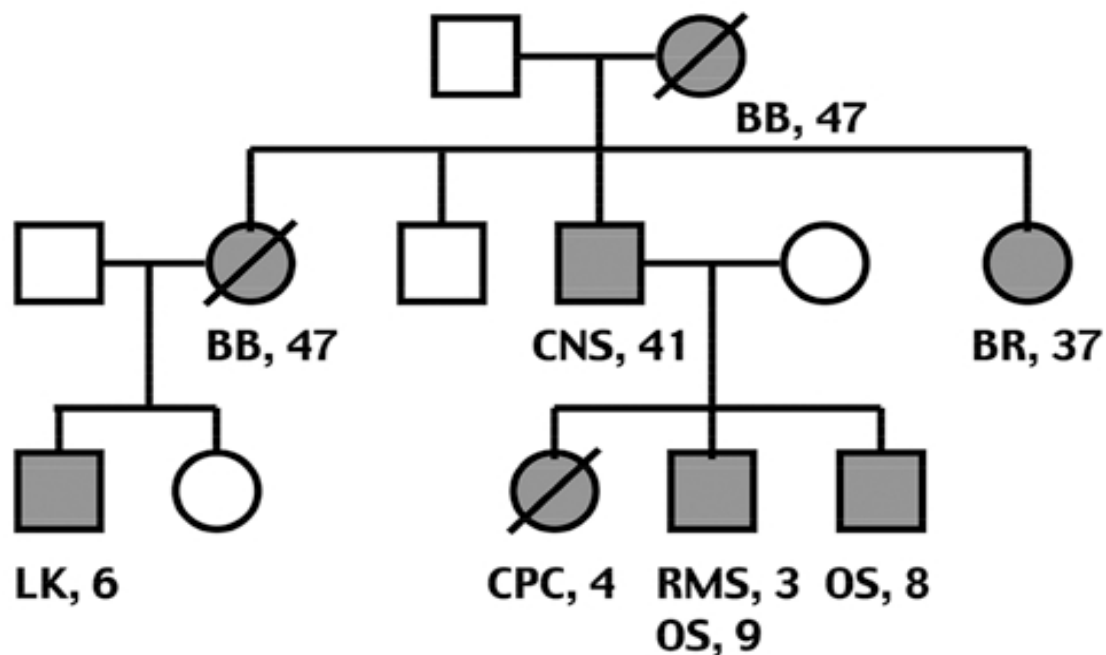 BB, 47
BB, 47
CNS, 41
BR, 37
LK, 6
CPC, 4
RMS, 3
OS, 9
OS, 8